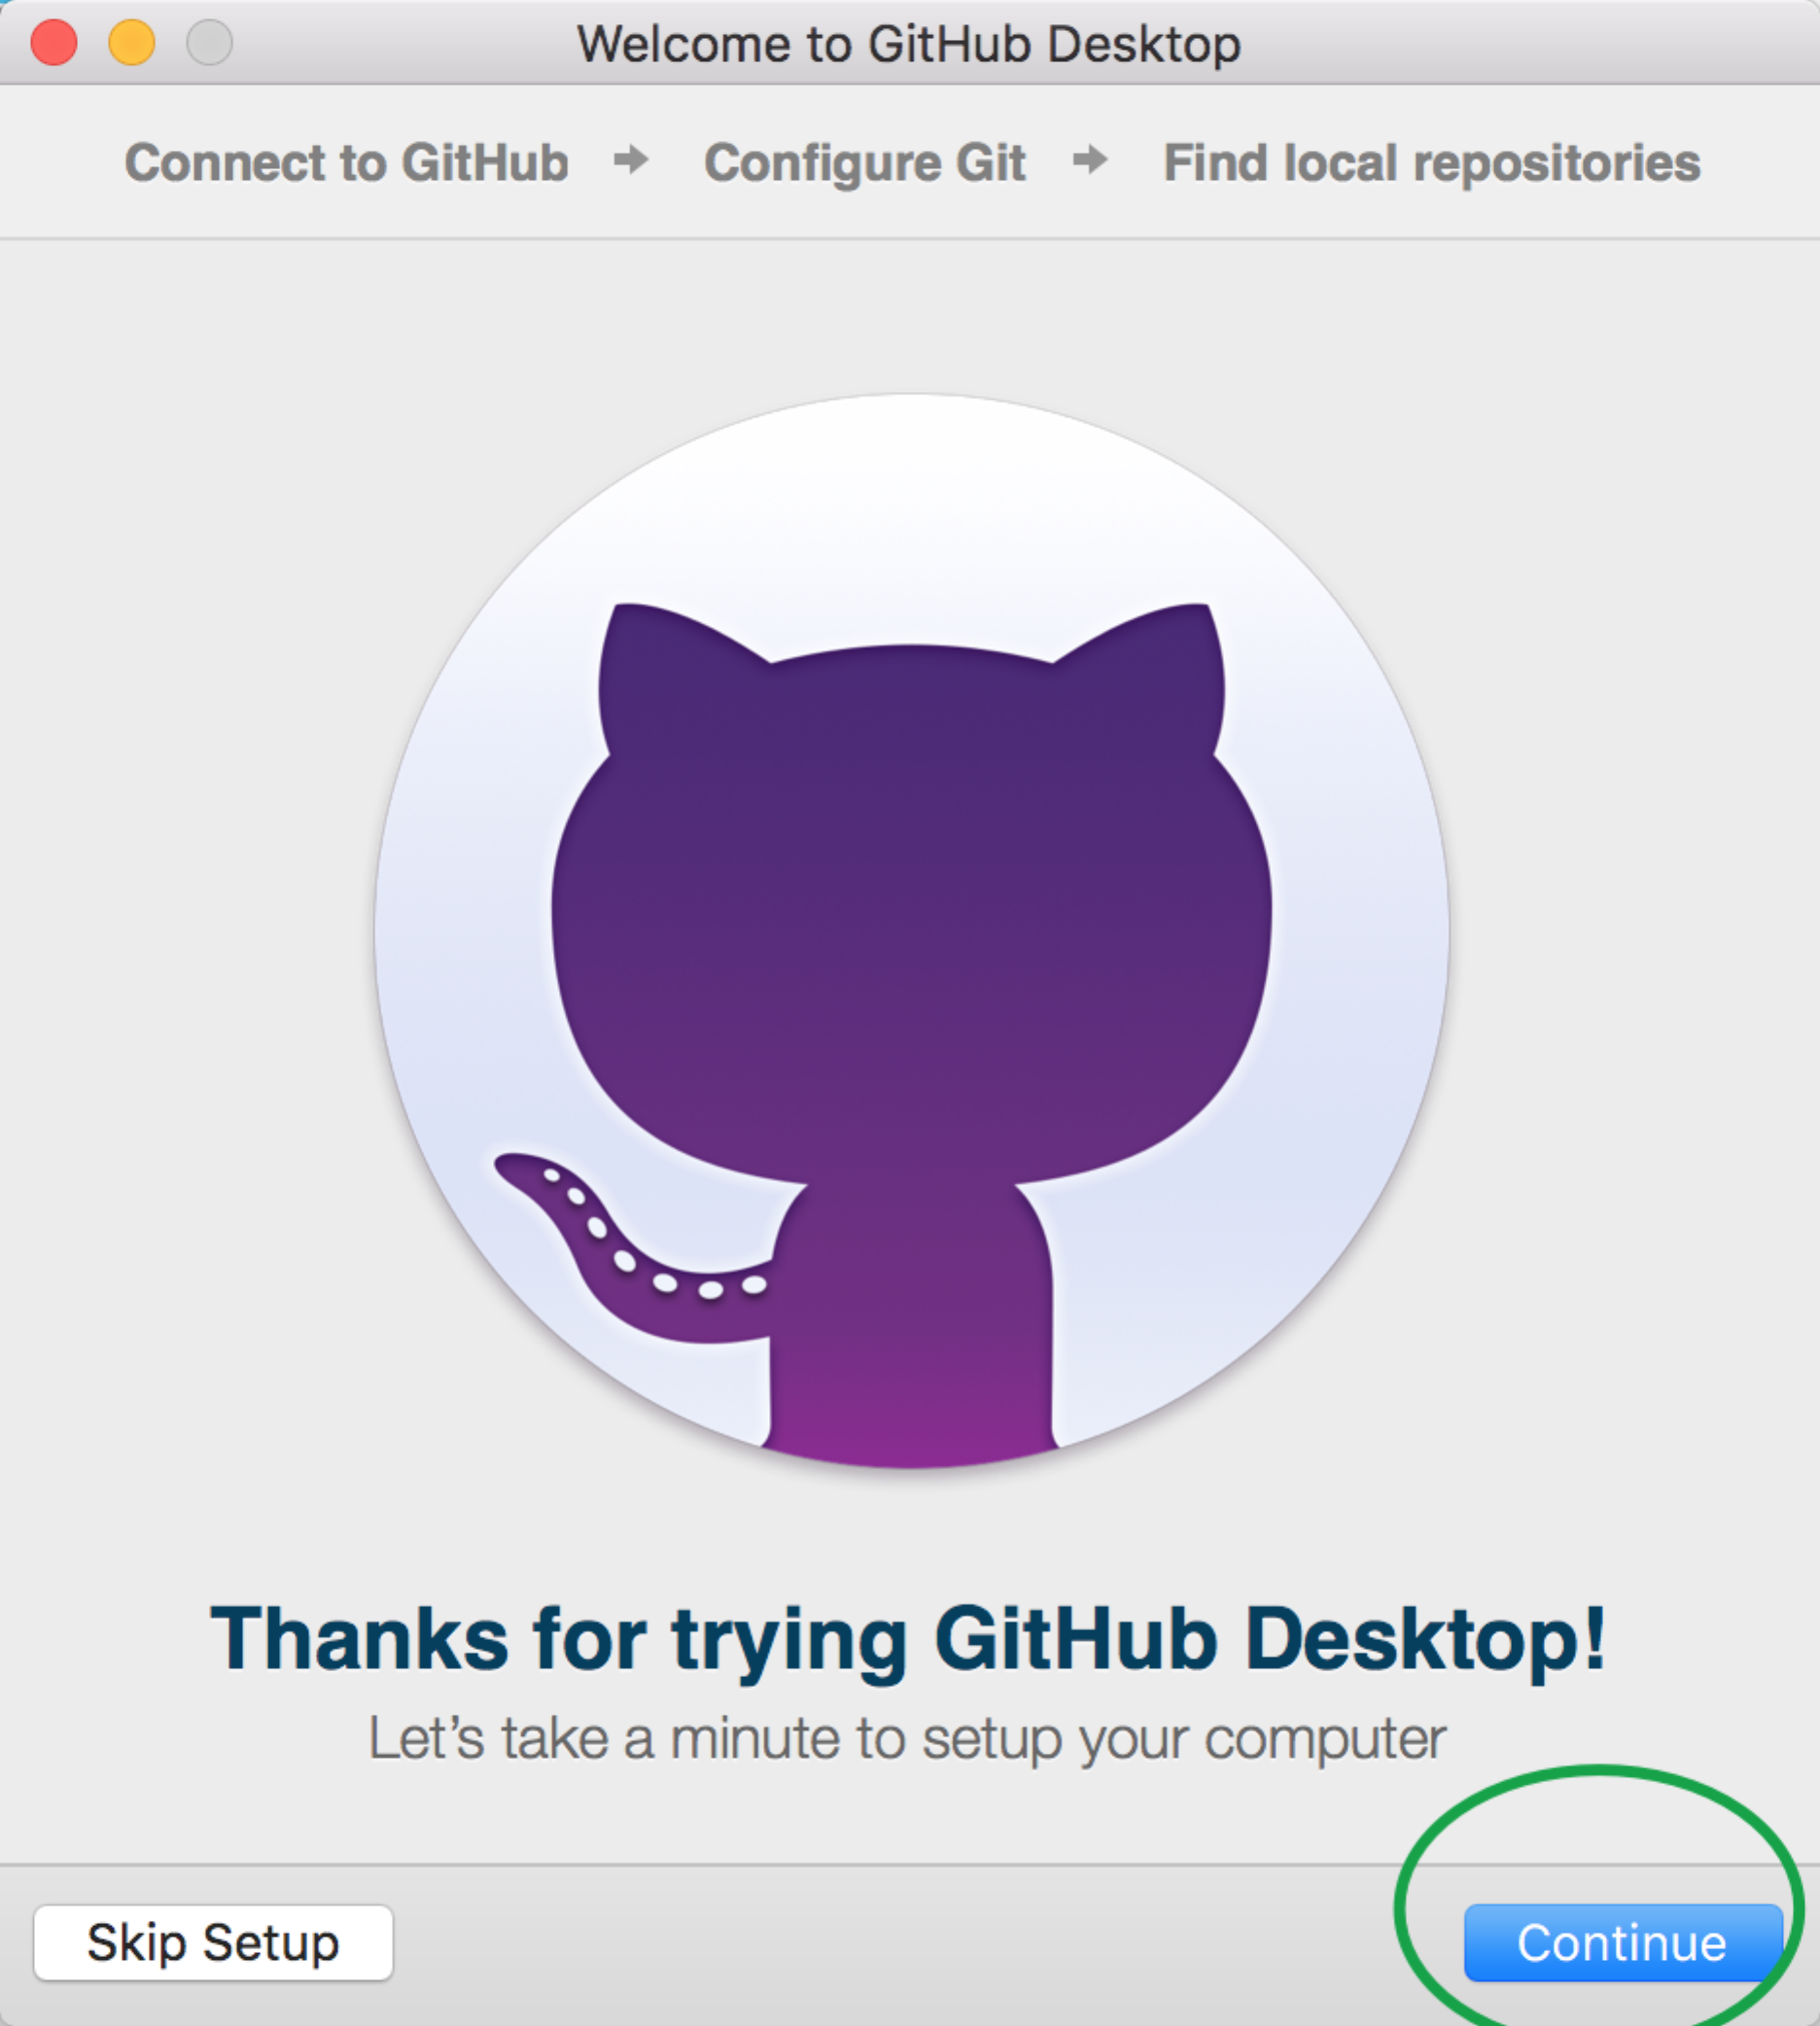 Welcome to GitHub Desktop
Connect to GitHub Configure Git Find local repositories
Thanks for trying GitHub Desktop!
Let’s take a minute to setup your computer
Skip Setup Continue